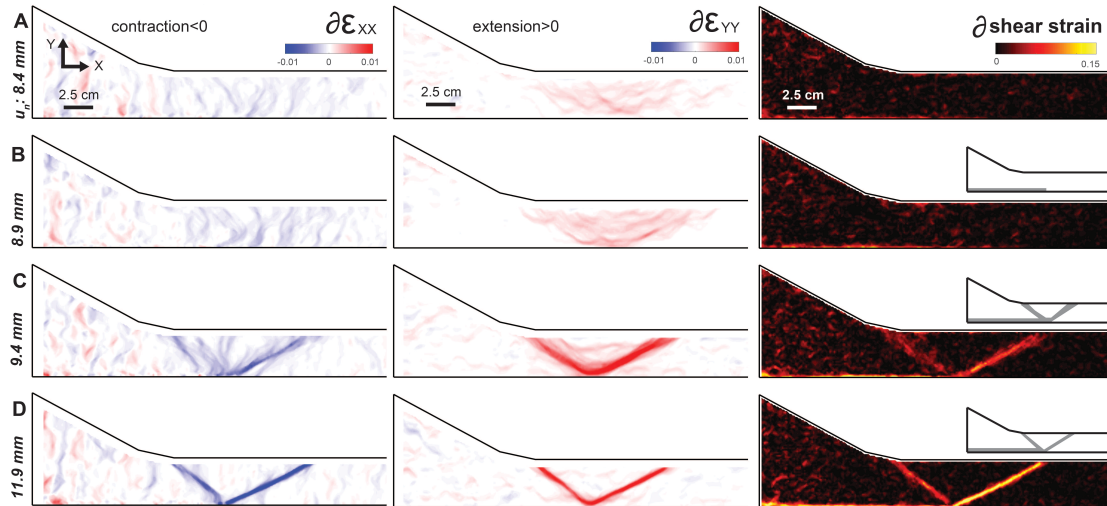 A
contraction<0
∂ƐXX
-0.01 0 0.01
Y
X
2.5 cm
un: 8.4 mm
extension>0
∂ƐYY
-0.01 0 0.01
2.5 cm
∂ shear strain
0 0.15
2.5 cm
B
8.9 mm
C
9.4 mm
D
11.9 mm